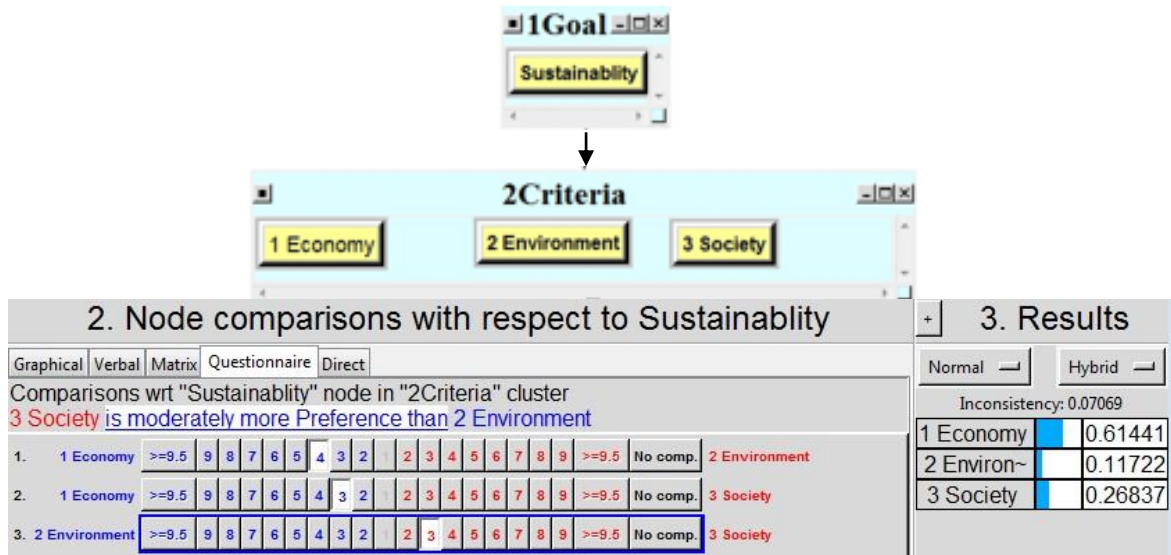 1Goal
Sustainablity
2Criteria
1 Economy
2 Environment
3 Society
2. Node comparisons with respect to Sustainablity
+
3. Results
Graphical Verbal Matrix Questionnaire Direct
Normal
Hybrid
Comparisons wrt "Sustainablity" node in "2Criteria" cluster
3 Society is moderately more Preference than 2 Environment
Inconsistency: 0.07069
1 Economy 0.61441
2 Environ~ 0.11722
3 Society 0.26837
1. 1 Economy >=9.5 9 8 7 6 5 4 3 2 1 2 3 4 5 6 7 8 9 >=9.5 No comp. 2 Environment
2. 1 Economy >=9.5 9 8 7 6 5 4 3 2 1 2 3 4 5 6 7 8 9 >=9.5 No comp. 3 Society
3. 2 Environment >=9.5 9 8 7 6 5 4 3 2 1 2 3 4 5 6 7 8 9 >=9.5 No comp. 3 Society